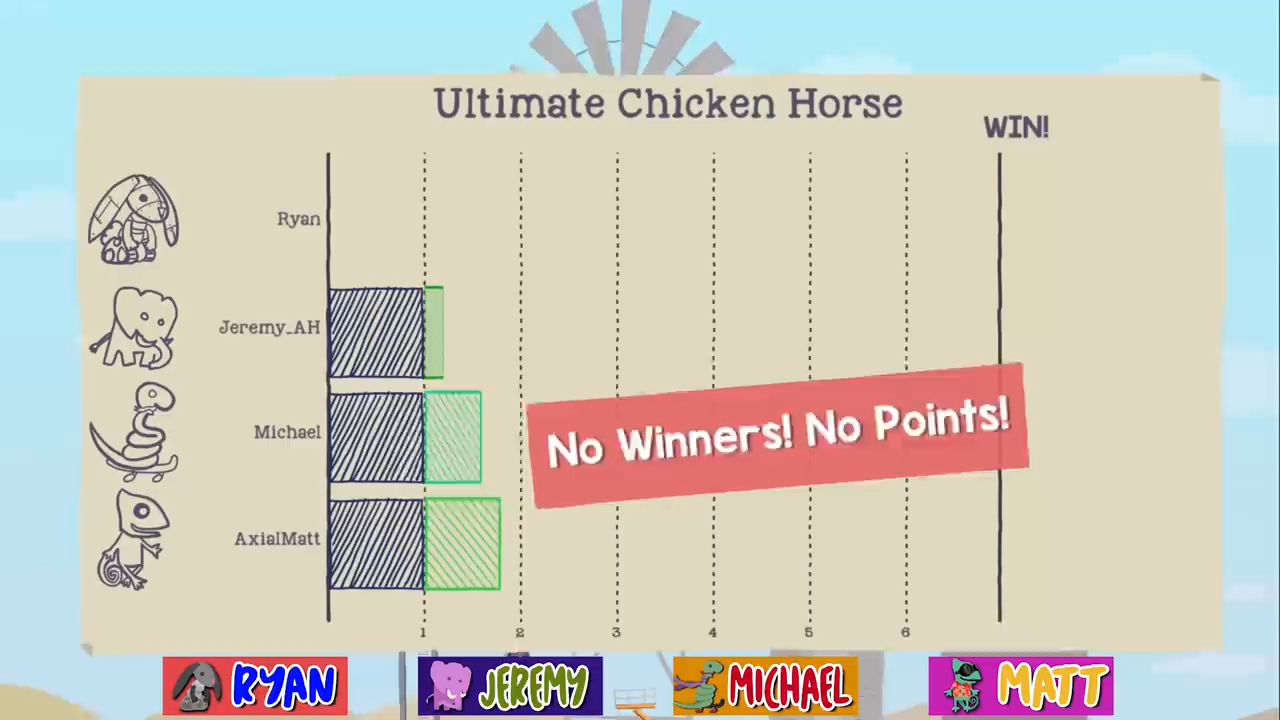 Ultimate Chicken Horse
WIN!
Ryan
Jeremy_AH
Michael
AxialMatt
No Winners! No Points!
1 2 3 4 5 6
RYAN JEREMY MICHAEL MATT